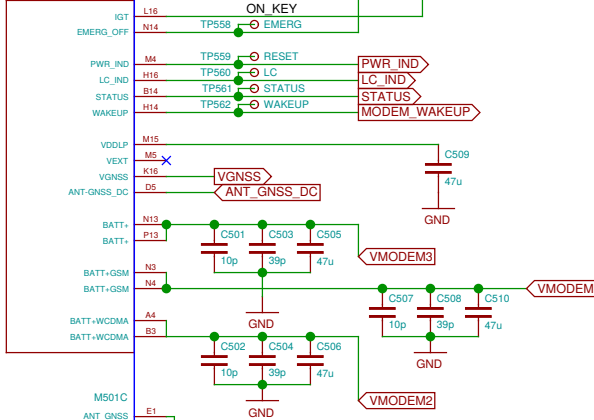 ON_KEY
IGT L16
TP558 EMERG
EMERG_OFF N14
TP559 RESET
PWR_IND M4 PWR_IND
TP560 LC
LC_IND H16 LC_IND
TP561 STATUS
STATUS B14 STATUS
TP562 WAKEUP
WAKEUP H14 MODEM_WAKEUP
VDDLP M15
C509
VEXT M5
VGNSS K16 VGNSS
47u
ANT-GNSS_DC D5 ANT_GNSS_DC
GND
BATT+ N13
C501 C503 C505
BATT+ P13
VMODEM3
10p 39p 47u
BATT+GSM N3
BATT+GSM N4 VMODEM
C507 C508 C510
10p 39p 47u
BATT+WCDMA A4
GND
BATT+WCDMA B3
C502 C504 C506
GND
10p 39p 47u
M501C
VMODEM2
GND
ANT GNSS E1